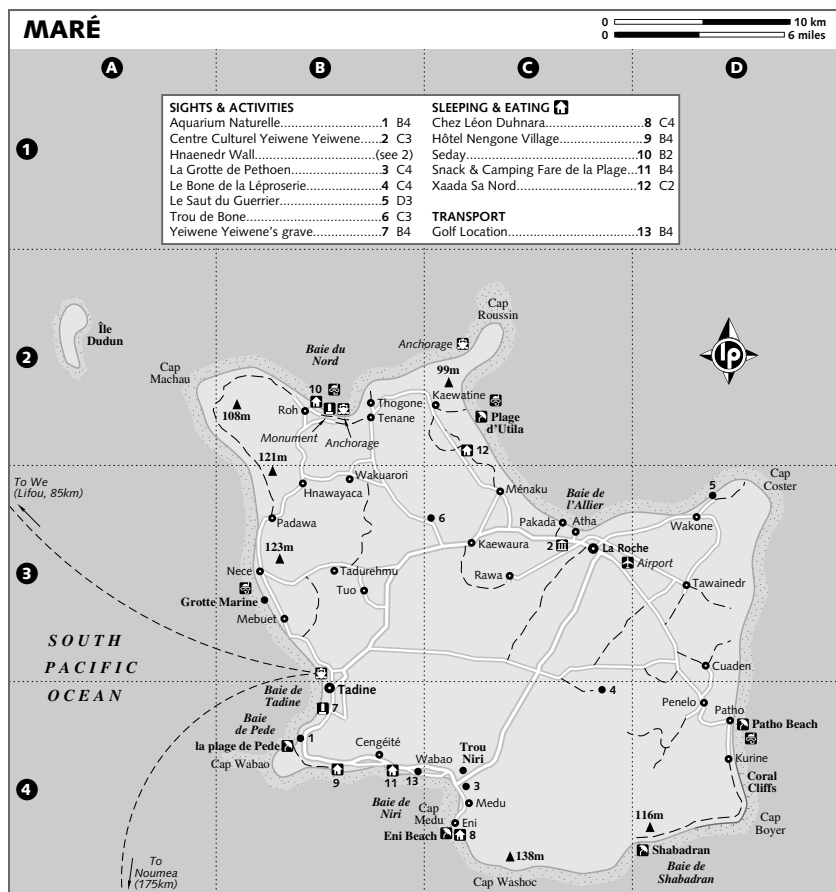 MARÉ
0 10 km
0 6 miles
A B C D
1
SIGHTS & ACTIVITIES
Aquarium Naturelle.....................1 B4
Centre Culturel Yeiwene Yeiwene.....2 C3
Hnaenedr Wall.....................(see 2)
La Grotte de Pethoen...................3 C4
Le Bone de la Léproserie...............4 C4
Le Saut du Guerrier....................5 D3
Trou de Bone...........................6 C3
Yeiwene Yeiwene's grave................7 B4
SLEEPING & EATING
Chez Léon Duhnara......................8 C4
Hôtel Nengone Village..................9 B4
Seday.................................10 B2
Snack & Camping Fare de la Plage...11 B4
Xaada Sa Nord.........................12 C2
TRANSPORT
Golf Location.........................13 B4
2
Île
Dudun
Cap
Machau
Baie du
Nord
Anchorage
Cap
Roussin
lp
10
108m
Roh
Monument
Anchorage
Thogone
Tenane
99m
Kaewatine
Plage
d'Utila
12
121m
To We
(Lifou, 85km)
Hnawayaca
Wakuarori
Padawa
6
Ménaku
Baie de
l'Allier
Pakada
Atha
5
Cap
Coster
Wakone
3
123m
Nece
Grotte Marine
Mebuet
Tadurehmu
Tuo
Kaewaura
Rawa
2
La Roche
Airport
Tawainedr
SOUTH
PACIFIC
OCEAN
Cuaden
4
Baie de
Tadine
Tadine
7
4
Penelo
Patho
Patho Beach
Baie
de Pede
la plage de Pede
1
Cap Wabao
9
Cengéité
11
13
Wabao
Baie de
Niri
Trou
Niri
3
Medu
Cap
Medu
Eni
Eni Beach
8
138m
Cap Washoc
Kurine
Coral
Cliffs
116m
Cap
Boyer
Shabadran
Baie de
Shabadran
To
Noumea
(175km)